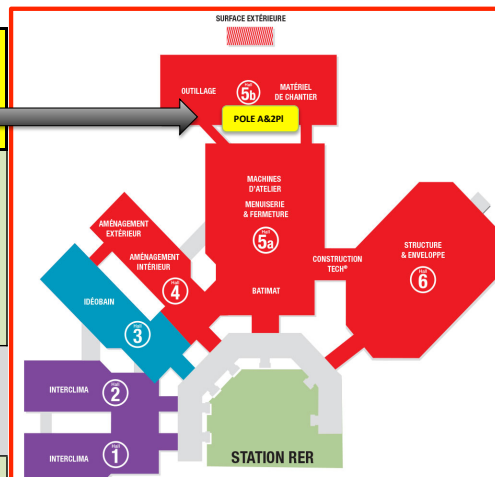 SURFACE EXTÉRIEURE
OUTILLAGE
Hall
5b
MATÉRIEL
DE CHANTIER
POLE A&2PI
MACHINES
D'ATELIER
MENUISERIE
& FERMETURE
Hall
5a
BATIMAT
AMÉNAGEMENT
EXTÉRIEUR
AMÉNAGEMENT
INTÉRIEUR
Hall
4
CONSTRUCTION
TECH®
STRUCTURE
& ENVELOPPE
Hall
6
IDÉOBAIN
Hall
3
INTERCLIMA
Hall
2
INTERCLIMA
Hall
1
STATION RER